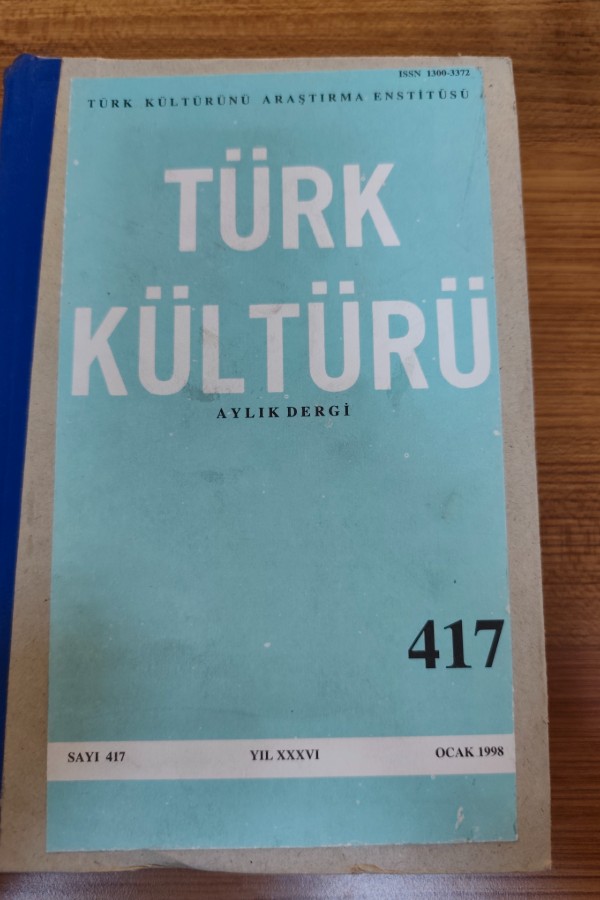 ISSN 1300-3372
TÜRK KÜLTÜRÜNÜ ARAŞTIRMA ENSTİTÜSÜ
TÜRK
KÜLTÜRÜ
AYLIK DERGİ
417
SAYI 417 YIL XXXVI OCAK 1998